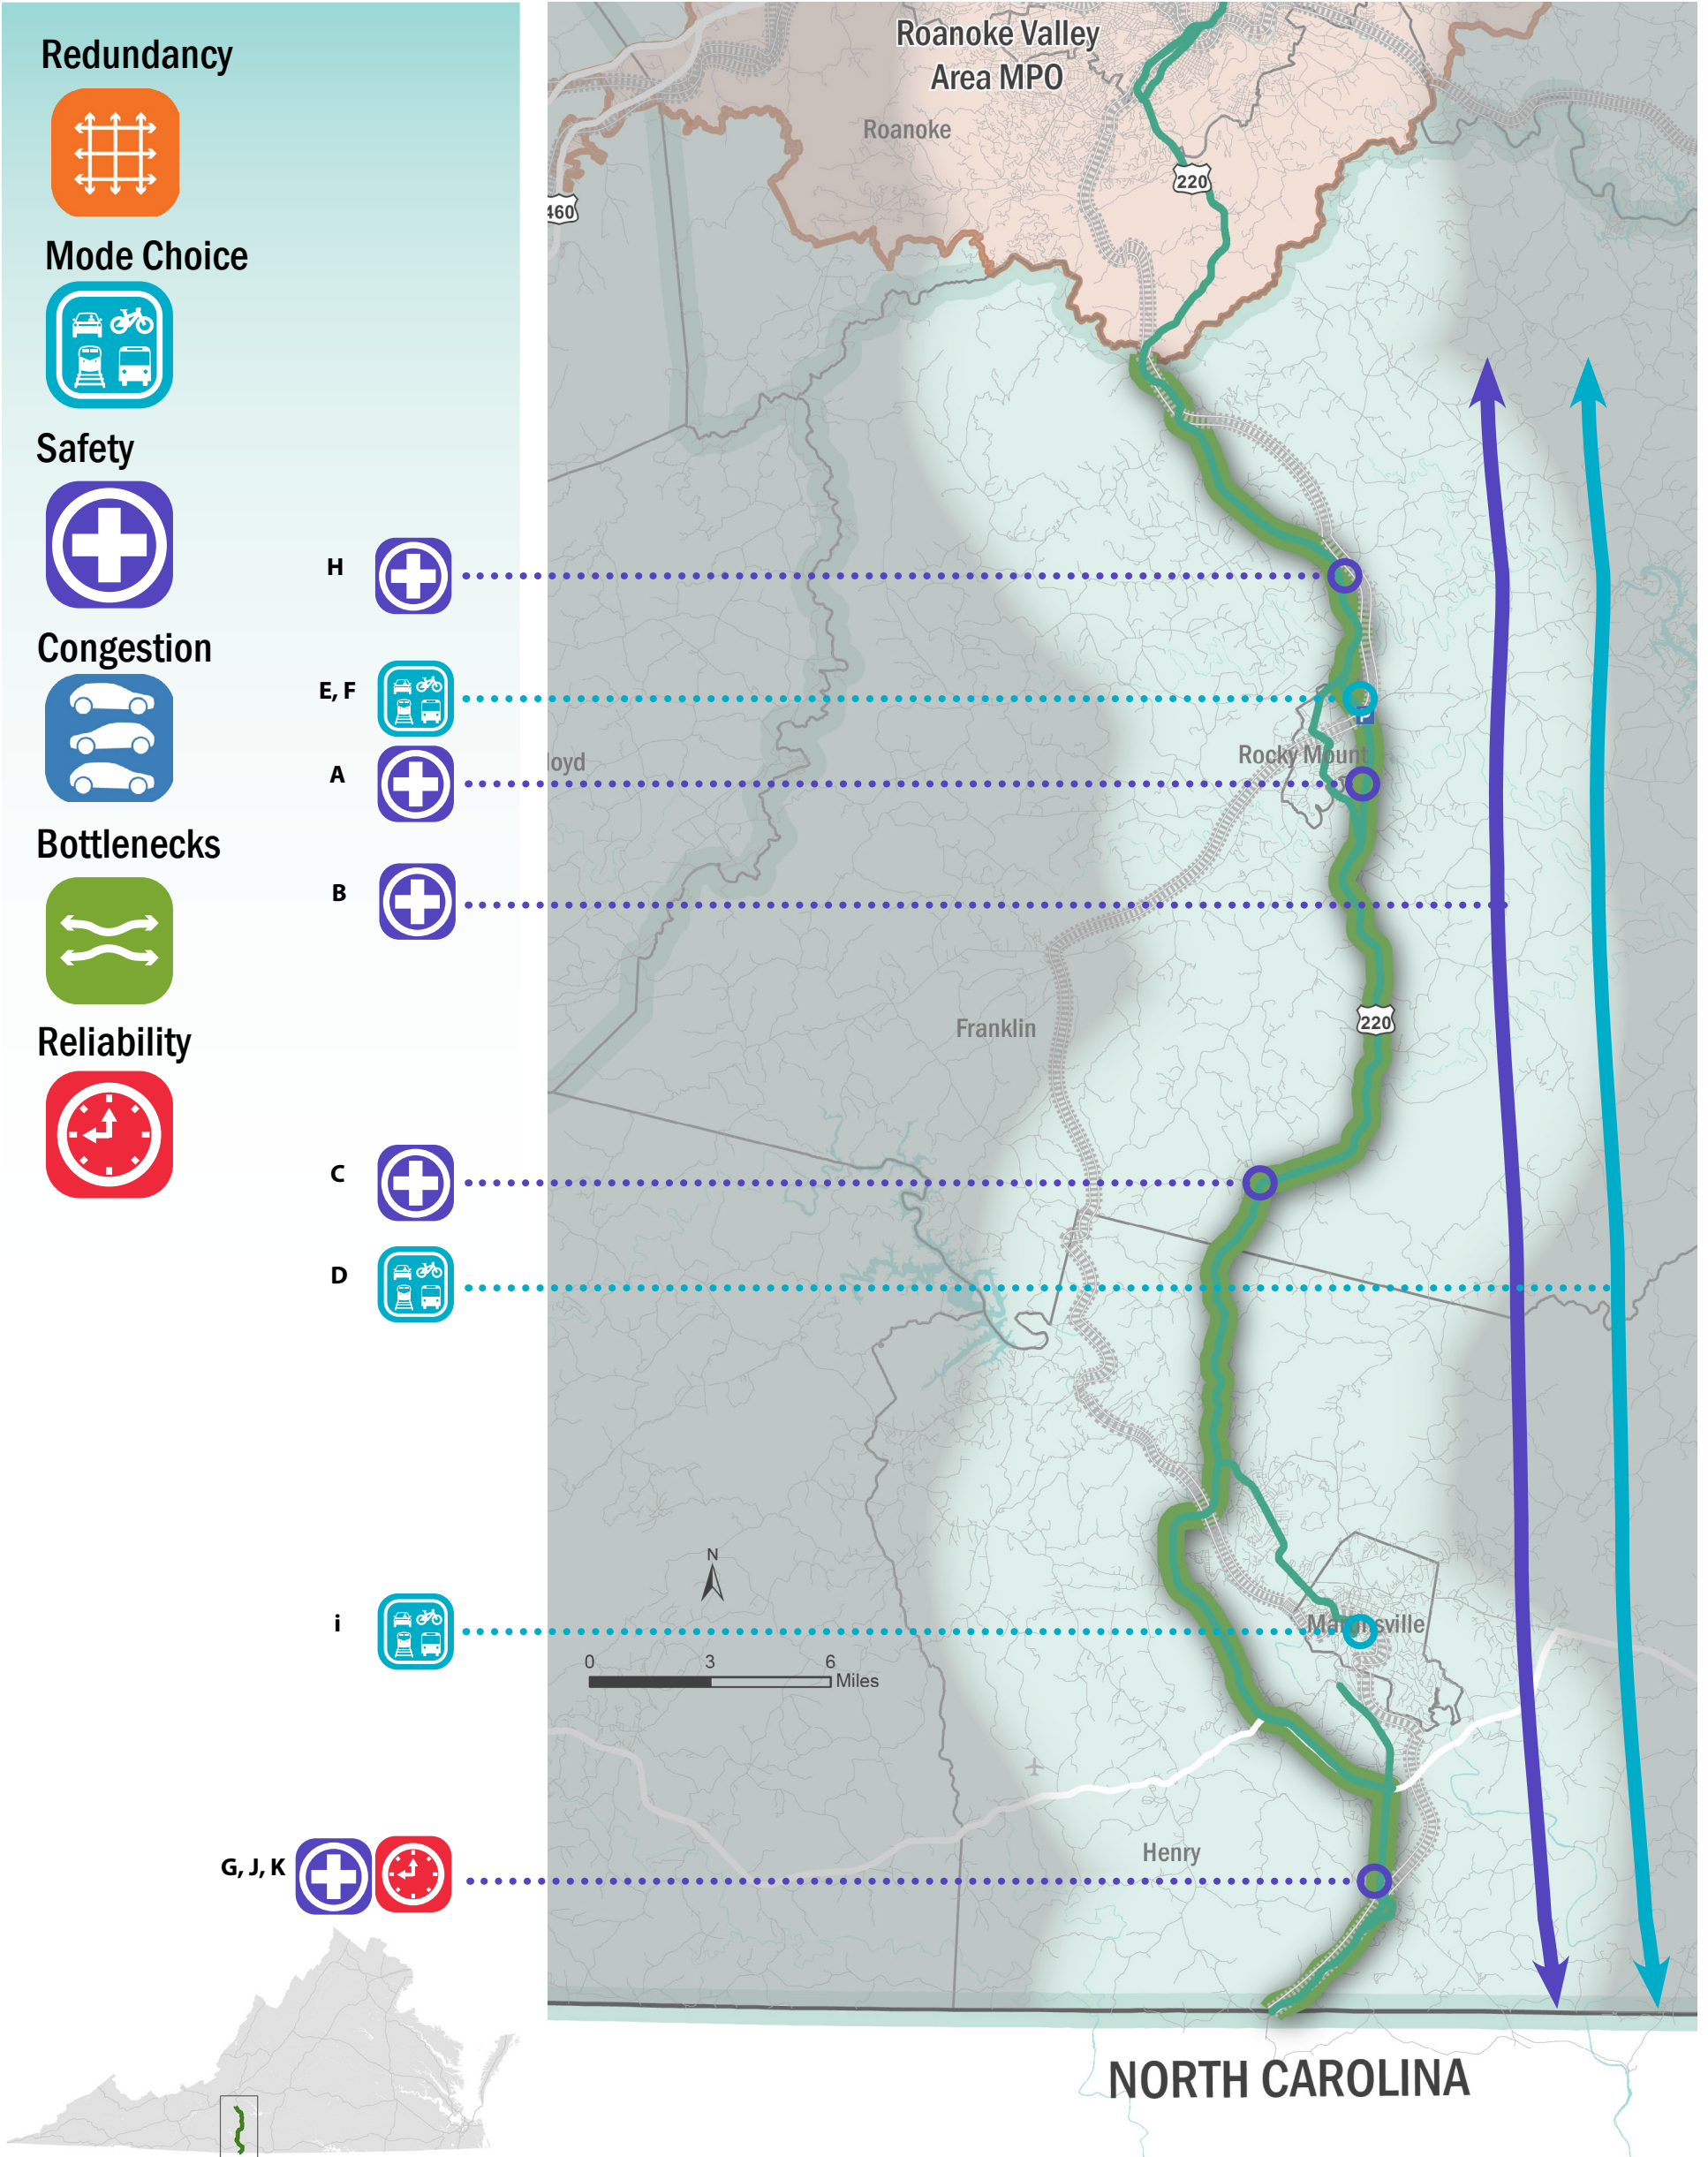 Redundancy
Mode Choice
Safety
Congestion
Bottlenecks
Reliability
H
E, F
A
B
C
D
i
G, J, K
Roanoke Valley
Area MPO
Roanoke
220
460
Rocky Mount
loyd
Franklin
220
N
0 3 6
Miles
Martinsville
Henry
NORTH CAROLINA